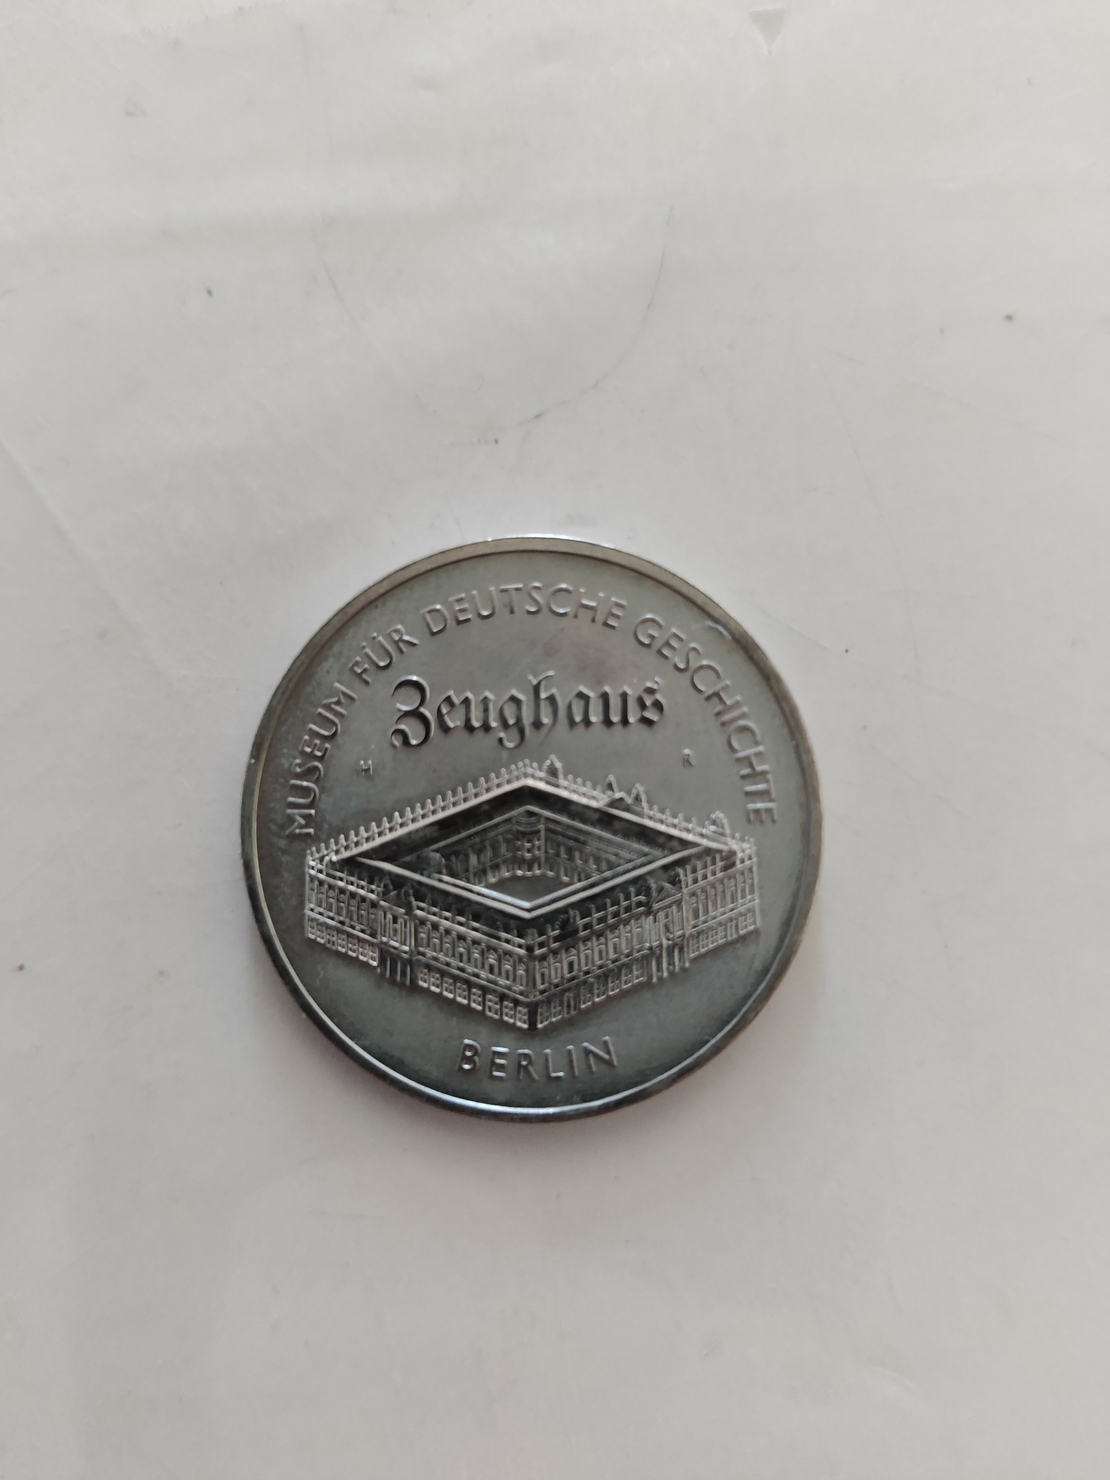 MUSEUM FÜR DEUTSCHE GESCHICHTE
Zeughaus
H R
BERLIN